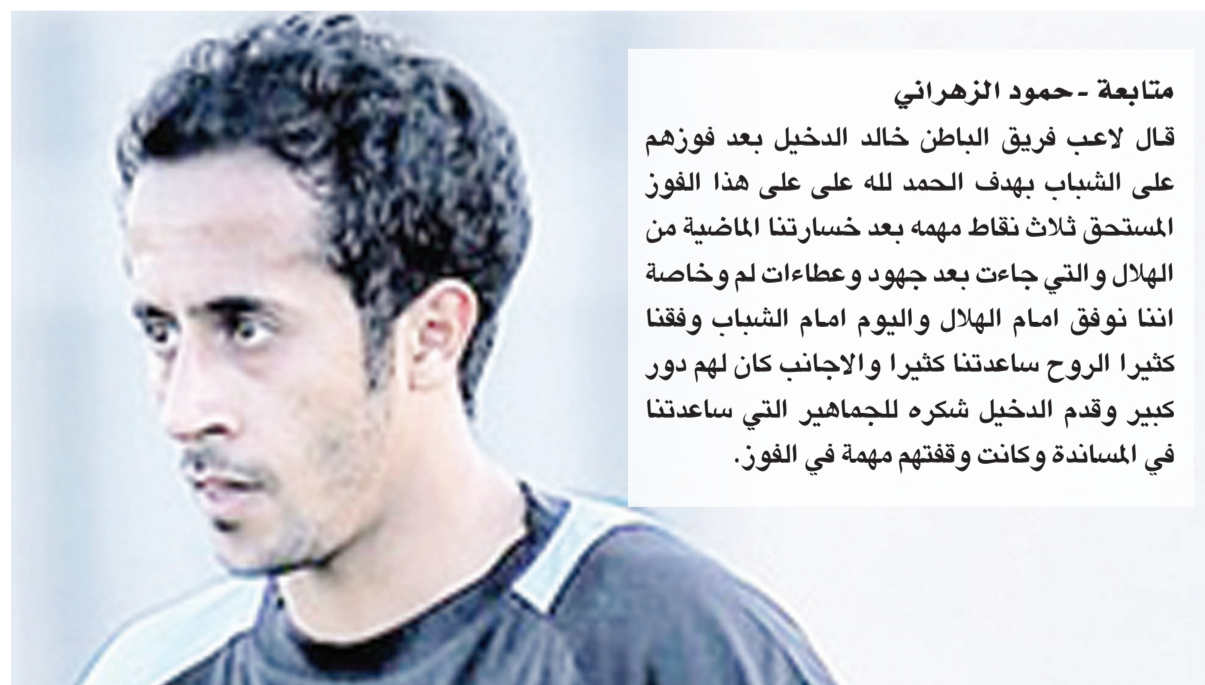 متابعة - حمود الزهراني
قال لاعب فريق الباطن خالد الدخيل بعد فوزهم
على الشباب بهدف الحمد لله على على هذا الفوز
المستحق ثلاث نقاط مهمه بعد خسارتنا الماضية من
الهلال والتي جاءت بعد جهود وعطاءات لم وخاصة
اننا نوفق امام الهلال واليوم امام الشباب وفقنا
كثيرا الروح ساعدتنا كثيرا والاجانب كان لهم دور
كبير وقدم الدخيل شكره للجماهير التي ساعدتنا
في المساندة وكانت وقفتهم مهمة في الفوز.